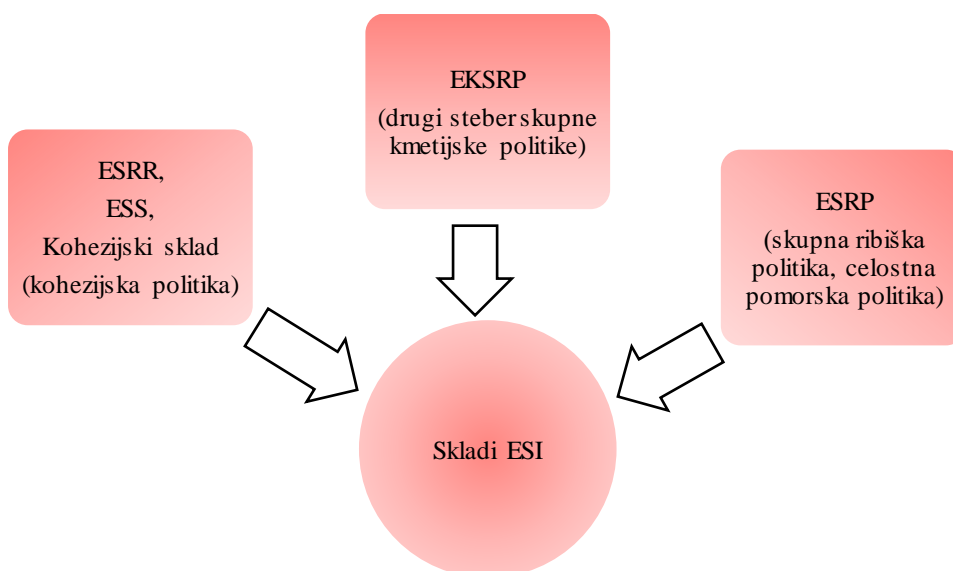 ESRR,
ESS,
Kohezijski sklad
(kohezijska politika)
EKSRP
(drugi steber skupne
kmetijske politike)
ESRP
(skupna ribiška
politika, celostna
pomorska politika)
Skladi ESI